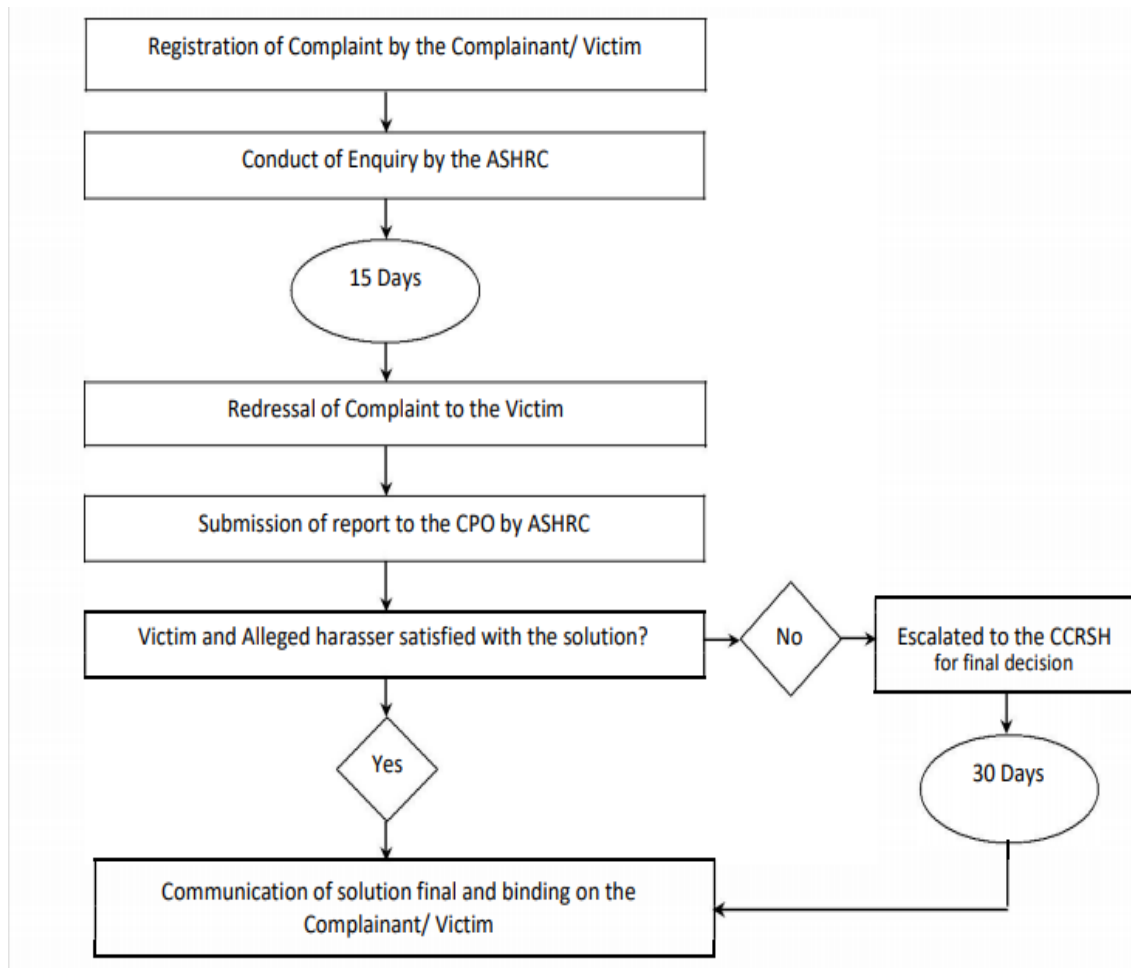 Registration of Complaint by the Complainant/ Victim
Conduct of Enquiry by the ASHRC
15 Days
Redressal of Complaint to the Victim
Submission of report to the CPO by ASHRC
Victim and Alleged harasser satisfied with the solution?
No
Escalated to the CCRSH
for final decision
Yes
30 Days
Communication of solution final and binding on the
Complainant/ Victim